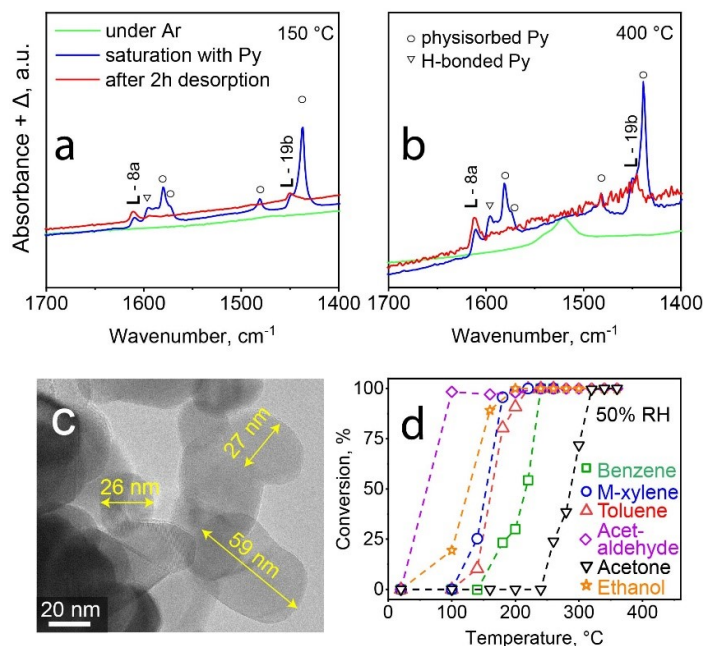 a
150 °C
under Ar
saturation with Py
after 2h desorption
L - 8a
L - 19b
Absorbance + Δ, a.u.
1700 1600 1500 1400
Wavenumber, cm-1
b
400 °C
physisorbed Py
H-bonded Py
L - 8a
L - 19b
1700 1600 1500 1400
Wavenumber, cm-1
c
27 nm
26 nm
59 nm
20 nm
d
50% RH
Conversion, %
100
75
50
25
0
Benzene
M-xylene
Toluene
Acet-
aldehyde
Acetone
Ethanol
0 100 200 300 400
Temperature, °C